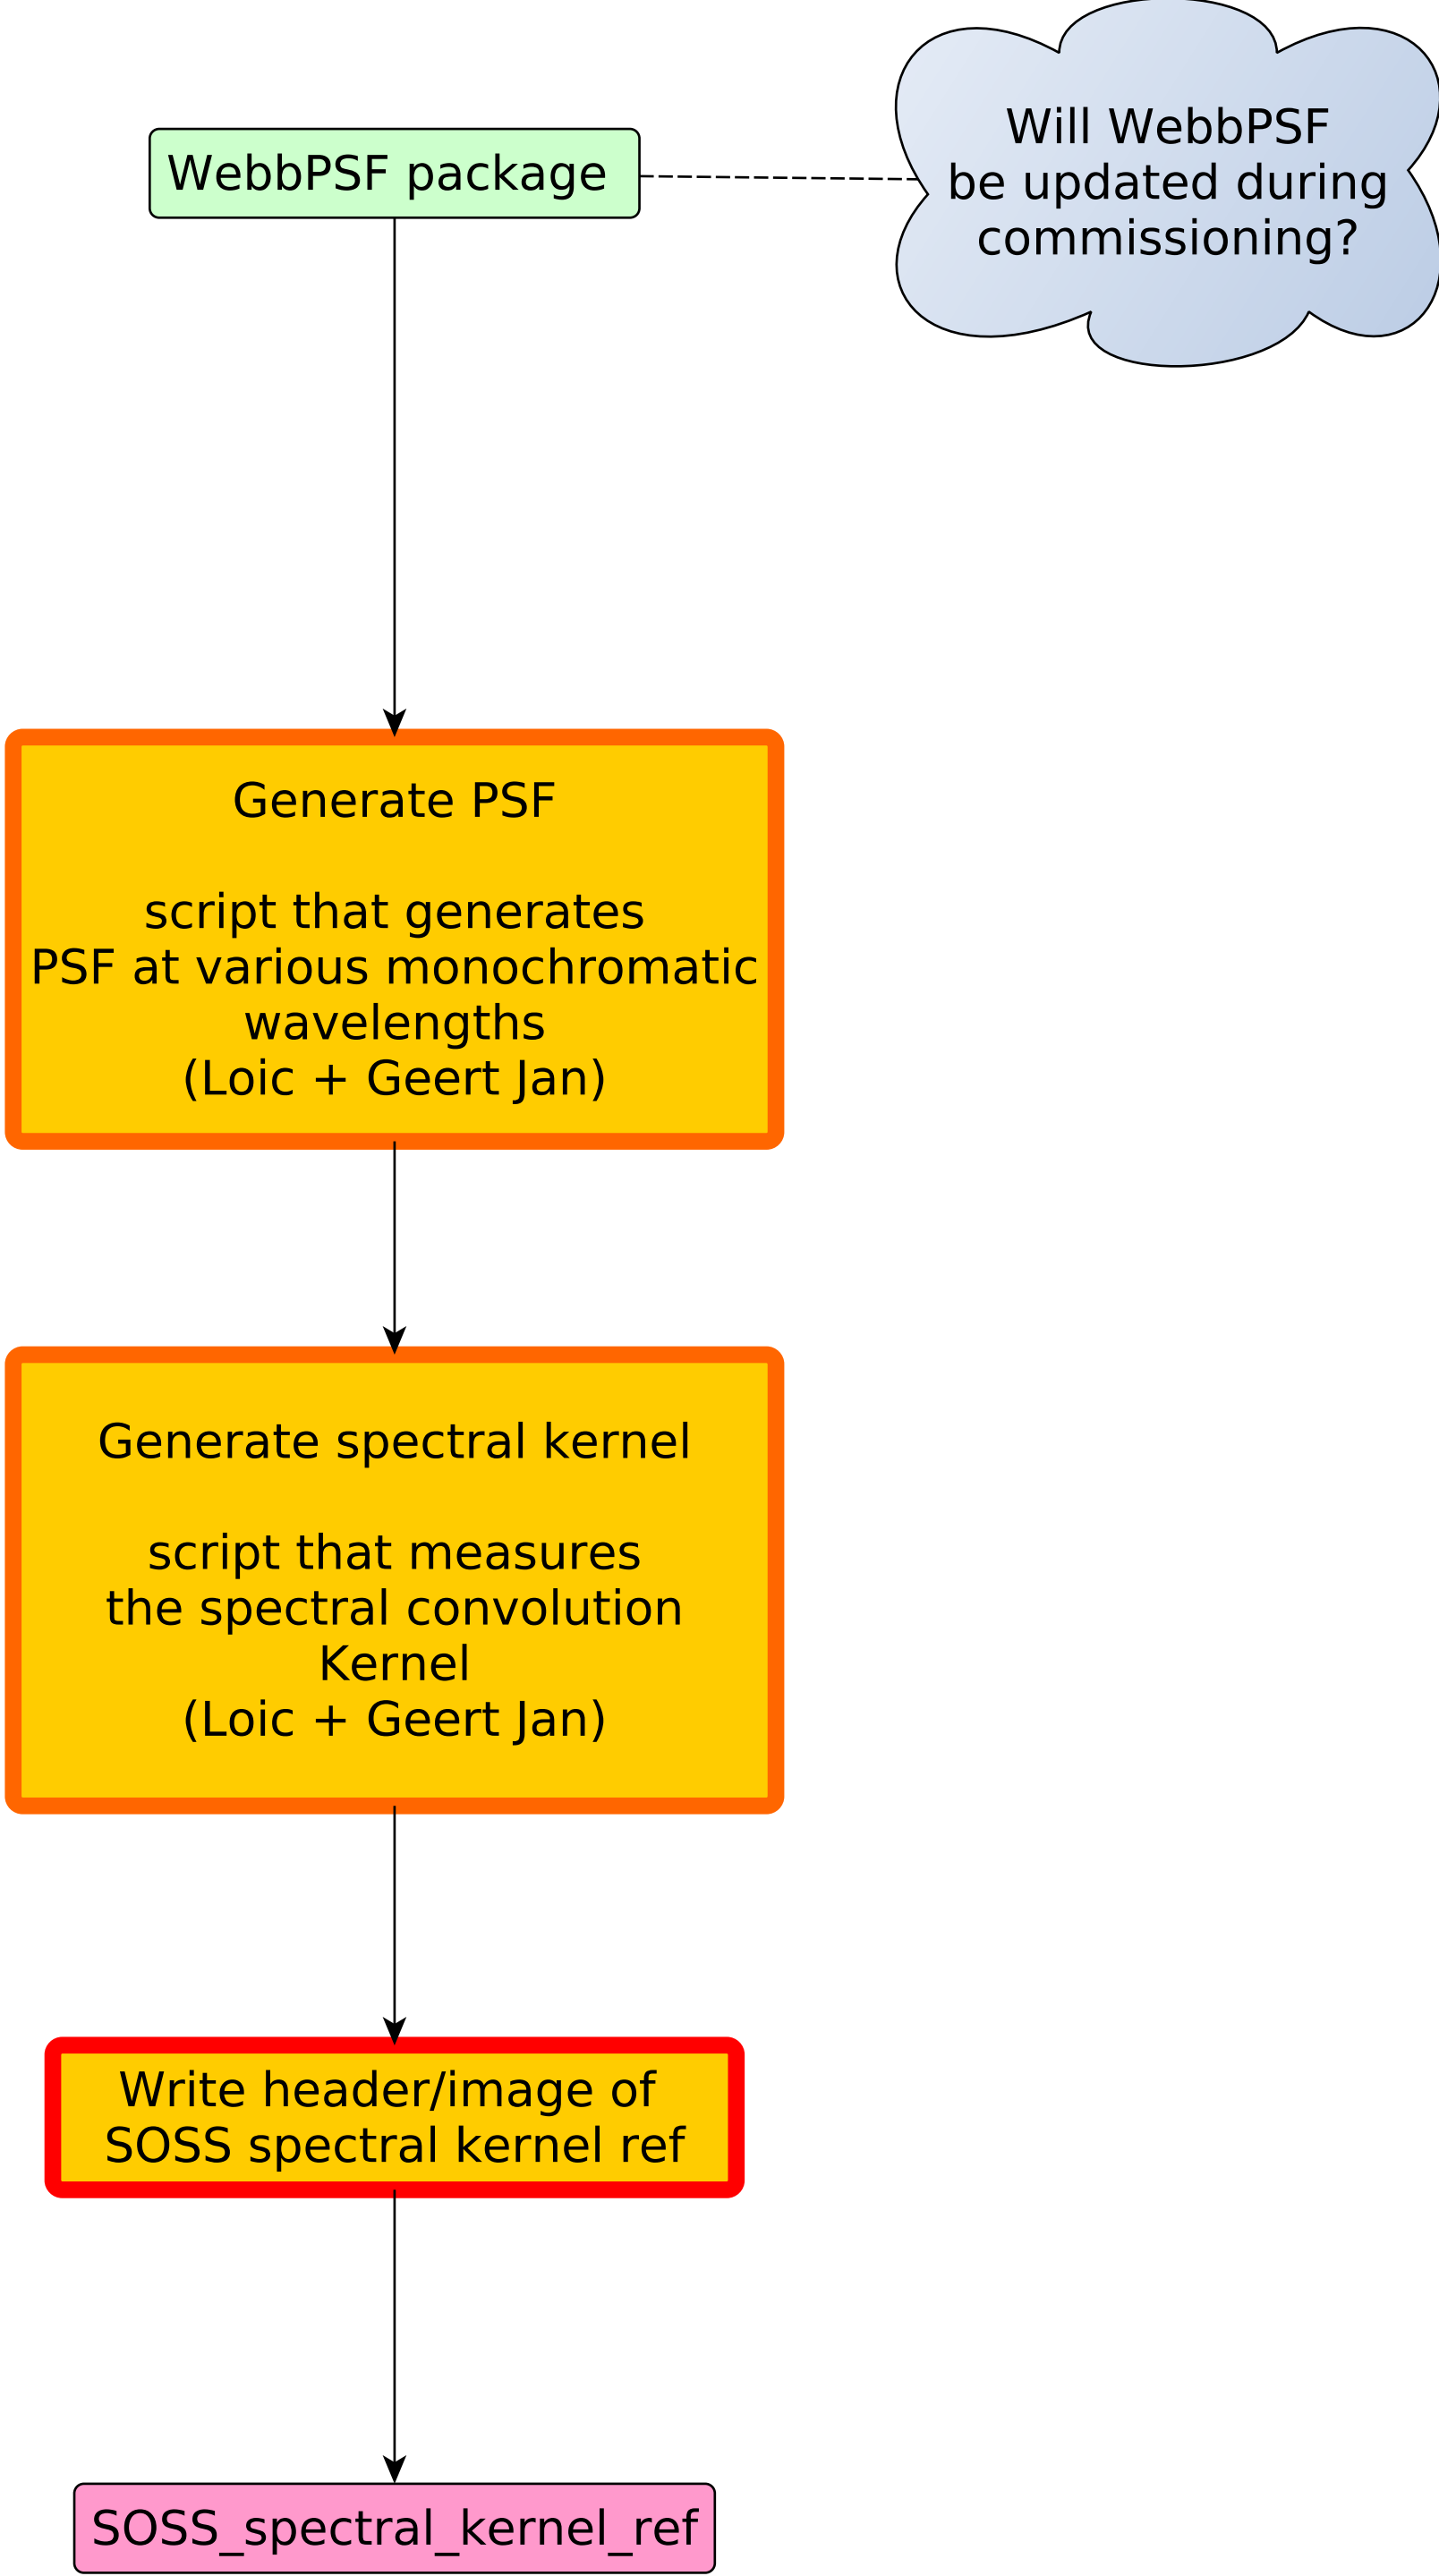 Will WebbPSF
be updated during
commissioning?
WebbPSF package
Generate PSF
script that generates
PSF at various monochromatic
wavelengths
(Loic + Geert Jan)
Generate spectral kernel
script that measures
the spectral convolution
Kernel
(Loic + Geert Jan)
Write header/image of
SOSS spectral kernel ref
SOSS_spectral_kernel_ref